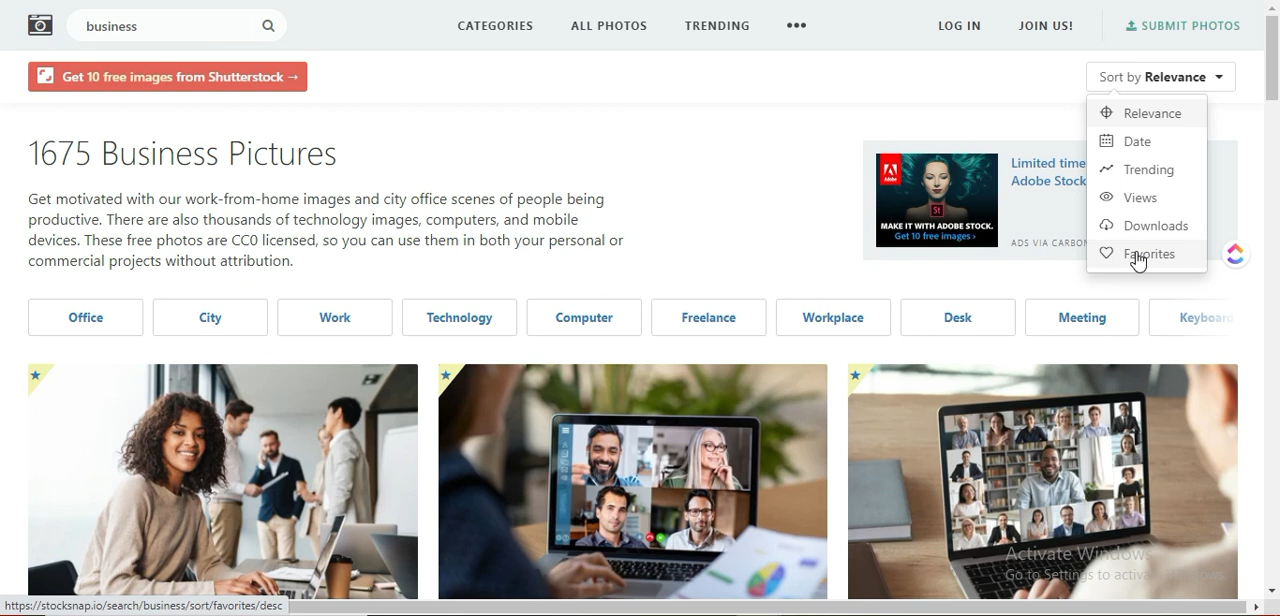 business
CATEGORIES
ALL PHOTOS
TRENDING
•••
LOG IN
JOIN US!
SUBMIT PHOTOS
Get 10 free images from Shutterstock →
Sort by Relevance
Relevance
Date
Trending
Views
Downloads
Favorites
1675 Business Pictures
Get motivated with our work-from-home images and city office scenes of people being
productive. There are also thousands of technology images, computers, and mobile
devices. These free photos are CC0 licensed, so you can use them in both your personal or
commercial projects without attribution.
Adobe
St
MAKE IT WITH ADOBE STOCK.
Get 10 free images ›
Limited time
Adobe Stock
ADS VIA CARBON
Office
City
Work
Technology
Computer
Freelance
Workplace
Desk
Meeting
Keyboard
Activate Windows
Go to Settings to activate Windows.
https://stocksnap.io/search/business/sort/favorites/desc